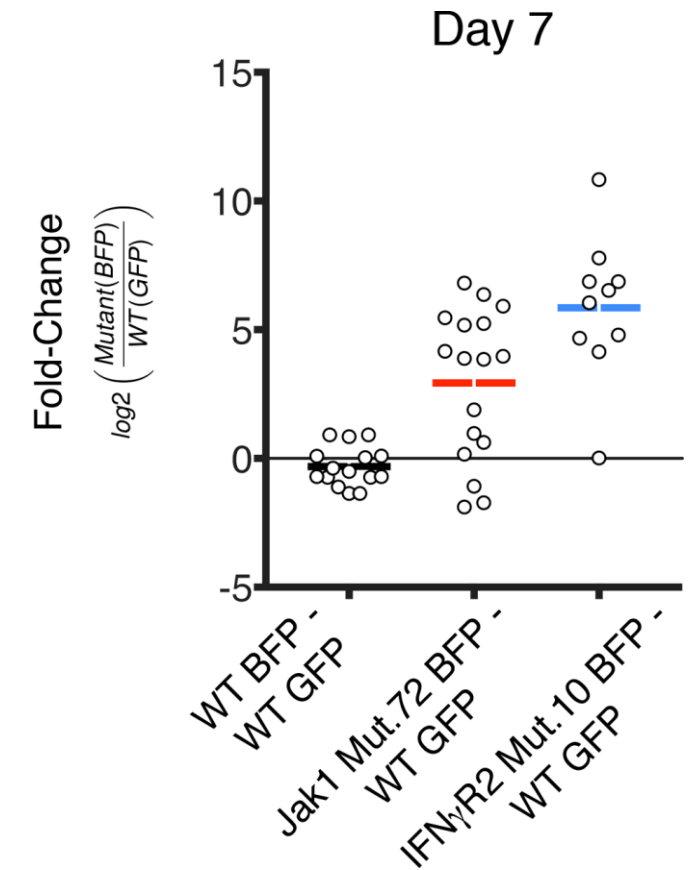 Day 7
Fold-Change
log2 (Mutant(BFP)
WT(GFP))
15
10
5
0
-5
WT BFP -
WT GFP
Jak1 Mut.72 BFP -
WT GFP
IFNγR2 Mut.10 BFP -
WT GFP